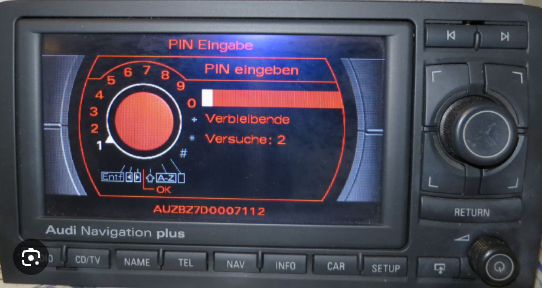 PIN Eingabe
PIN eingeben
1 2 3 4 5 6 7 8 9 0 + * #
Verbleibende
Versuche: 2
Entf A-Z
OK
AUZBZ7D0007112
Audi Navigation plus
RETURN
CD/TV NAME TEL NAV INFO CAR SETUP